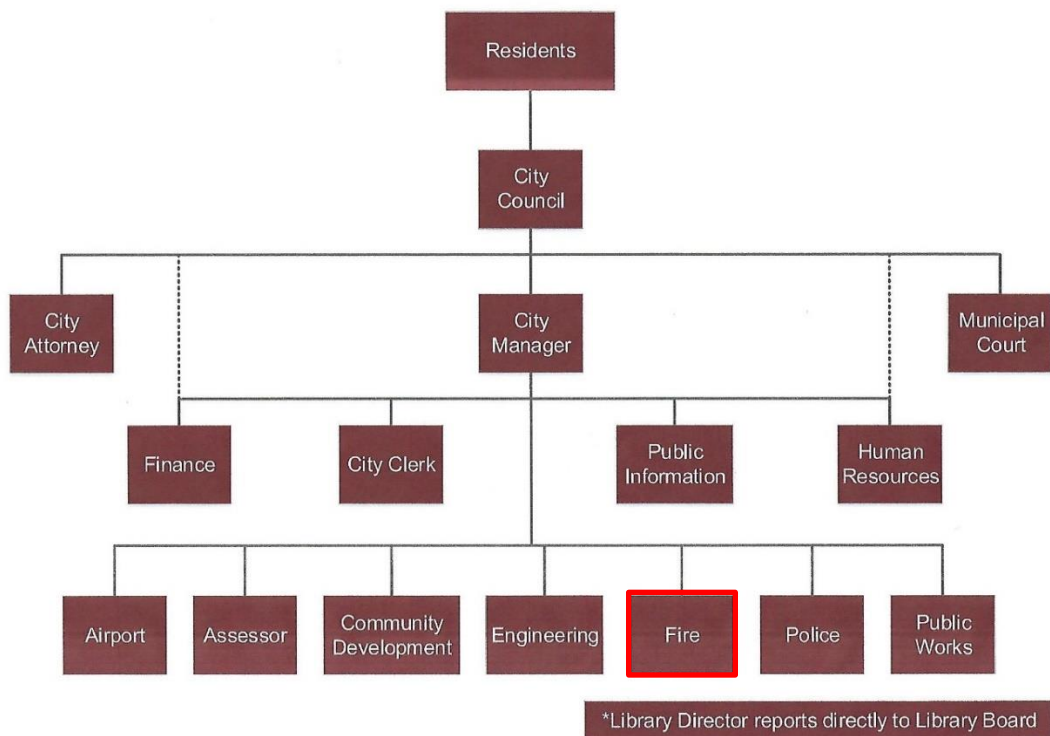 Residents
City
Council
City
Attorney
City
Manager
Municipal
Court
Finance
City Clerk
Public
Information
Human
Resources
Airport
Assessor
Community
Development
Engineering
Fire
Police
Public
Works
*Library Director reports directly to Library Board